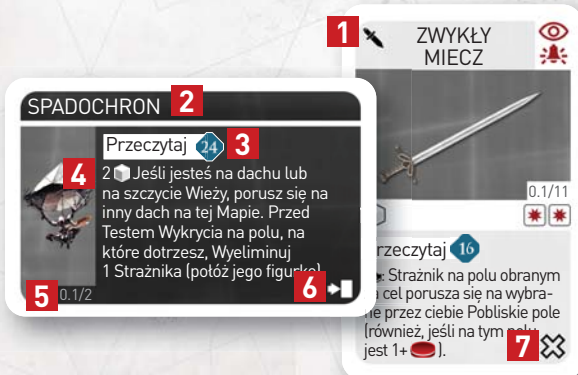 1
ZWYKŁY
MIECZ
0.1/11
16
: Strażnik na polu obranym
cel porusza się na wybra-
przez ciebie Pobliskie pole
(również, jeśli na tym
jest 1+ ).
7
SPADOCHRON 2
Przeczytaj 24 3
4
2 Jeśli jesteś na dachu lub
na szczycie Wieży, porusz się na
inny dach na tej Mapie. Przed
Testem Wykrycia na polu, na
które dotrzesz, Wyeliminuj
1 Strażnika (połóż jego figurkę)
5 0.1/2
6